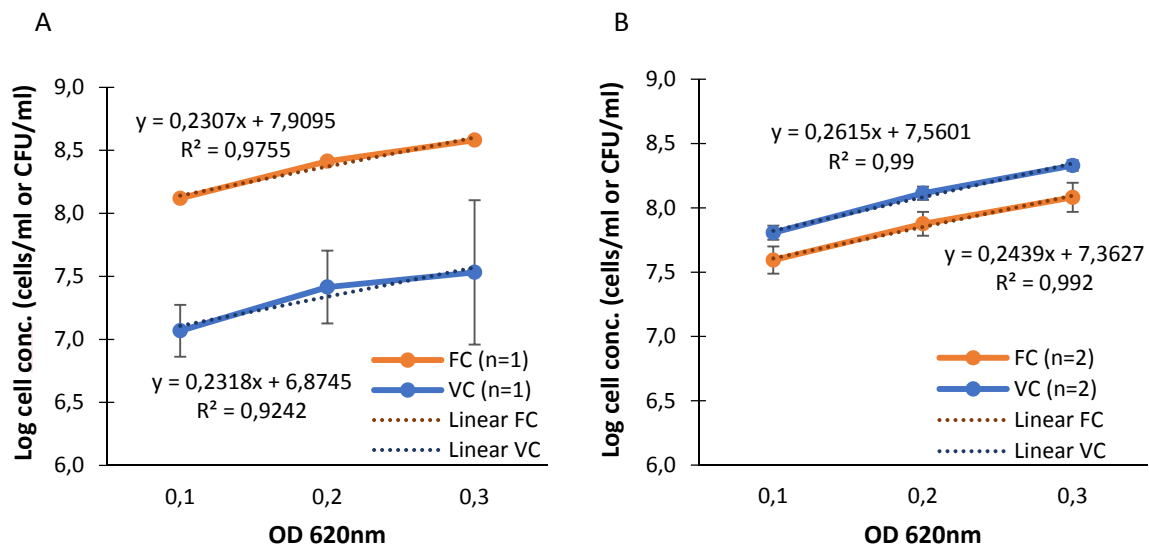 A
Log cell conc. (cells/ml or CFU/ml)
9,0
8,5
8,0
7,5
7,0
6,5
6,0
y = 0,2307x + 7,9095
R² = 0,9755
y = 0,2318x + 6,8745
R² = 0,9242
FC (n=1)
VC (n=1)
Linear FC
Linear VC
0,1
0,2
0,3
OD 620nm
B
Log cell conc. (cells/ml or CFU/ml)
9,0
8,5
8,0
7,5
7,0
6,5
6,0
y = 0,2615x + 7,5601
R² = 0,99
y = 0,2439x + 7,3627
R² = 0,992
FC (n=2)
VC (n=2)
Linear FC
Linear VC
0,1
0,2
0,3
OD 620nm